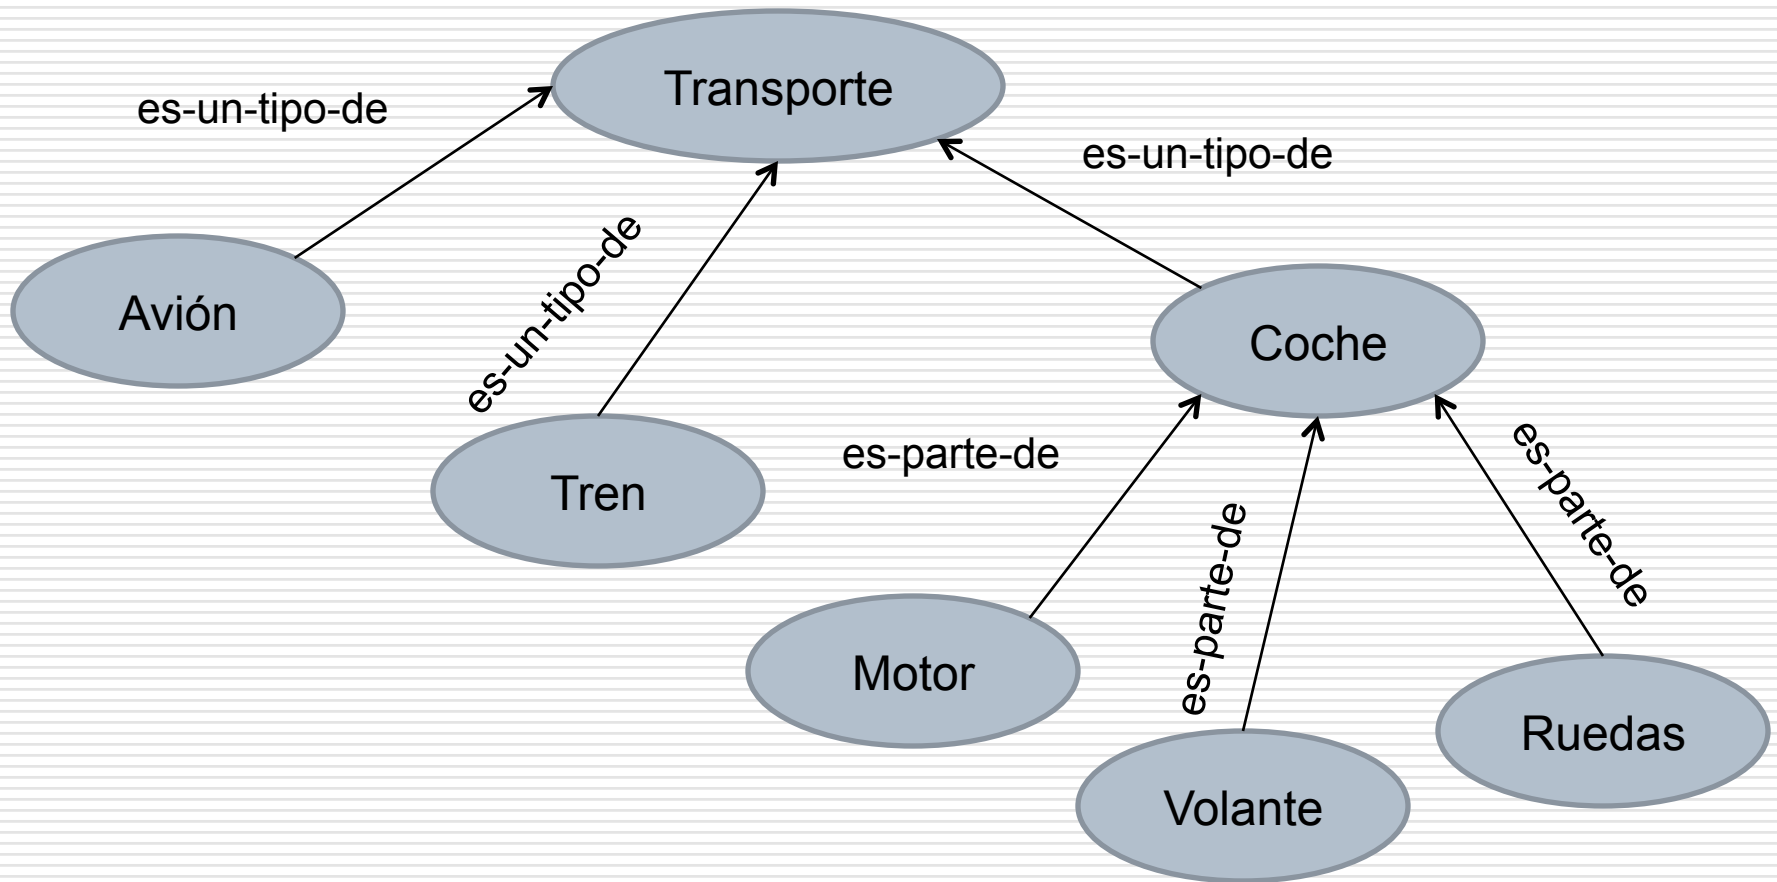 Transporte
es-un-tipo-de
es-un-tipo-de
es-un-tipo-de
Avión
Coche
Tren
es-parte-de
es-parte-de
es-parte-de
Motor
Ruedas
Volante